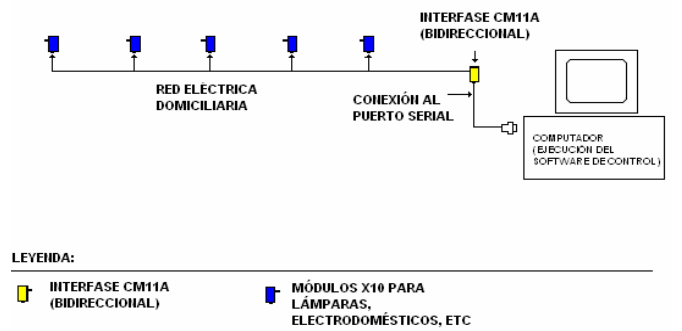 INTERFASE CM11A
(BIDIRECCIONAL)
RED ELÉCTRICA
DOMICILIARIA
CONEXIÓN AL
PUERTO SERIAL
COMPUTADOR
(EJECUCIÓN DEL
SOFTWARE DE CONTROL)
LEYENDA:
INTERFASE CM11A
(BIDIRECCIONAL)
MÓDULOS X10 PARA
LÁMPARAS,
ELECTRODOMÉSTICOS, ETC